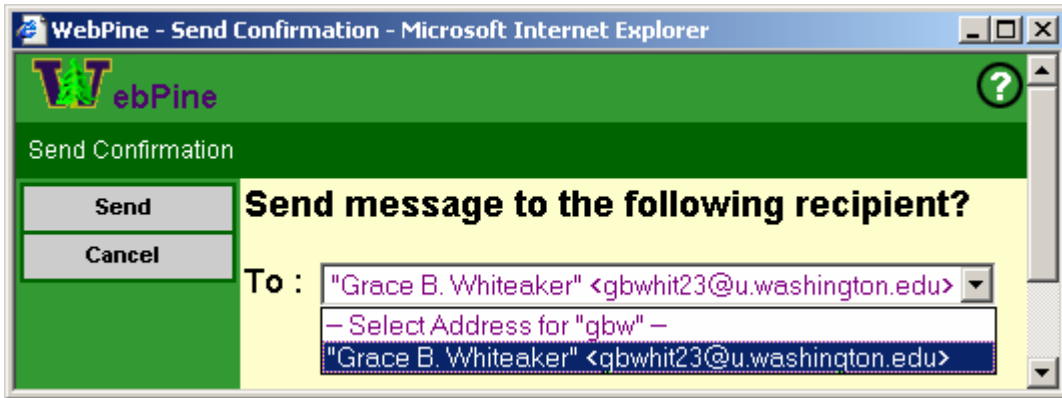 WebPine - Send Confirmation - Microsoft Internet Explorer
WebPine
?
Send Confirmation
Send
Cancel
Send message to the following recipient?
To : "Grace B. Whiteaker" <gbwhit23@u.washington.edu>
– Select Address for "gbw" –
"Grace B. Whiteaker" <gbwhit23@u.washington.edu>